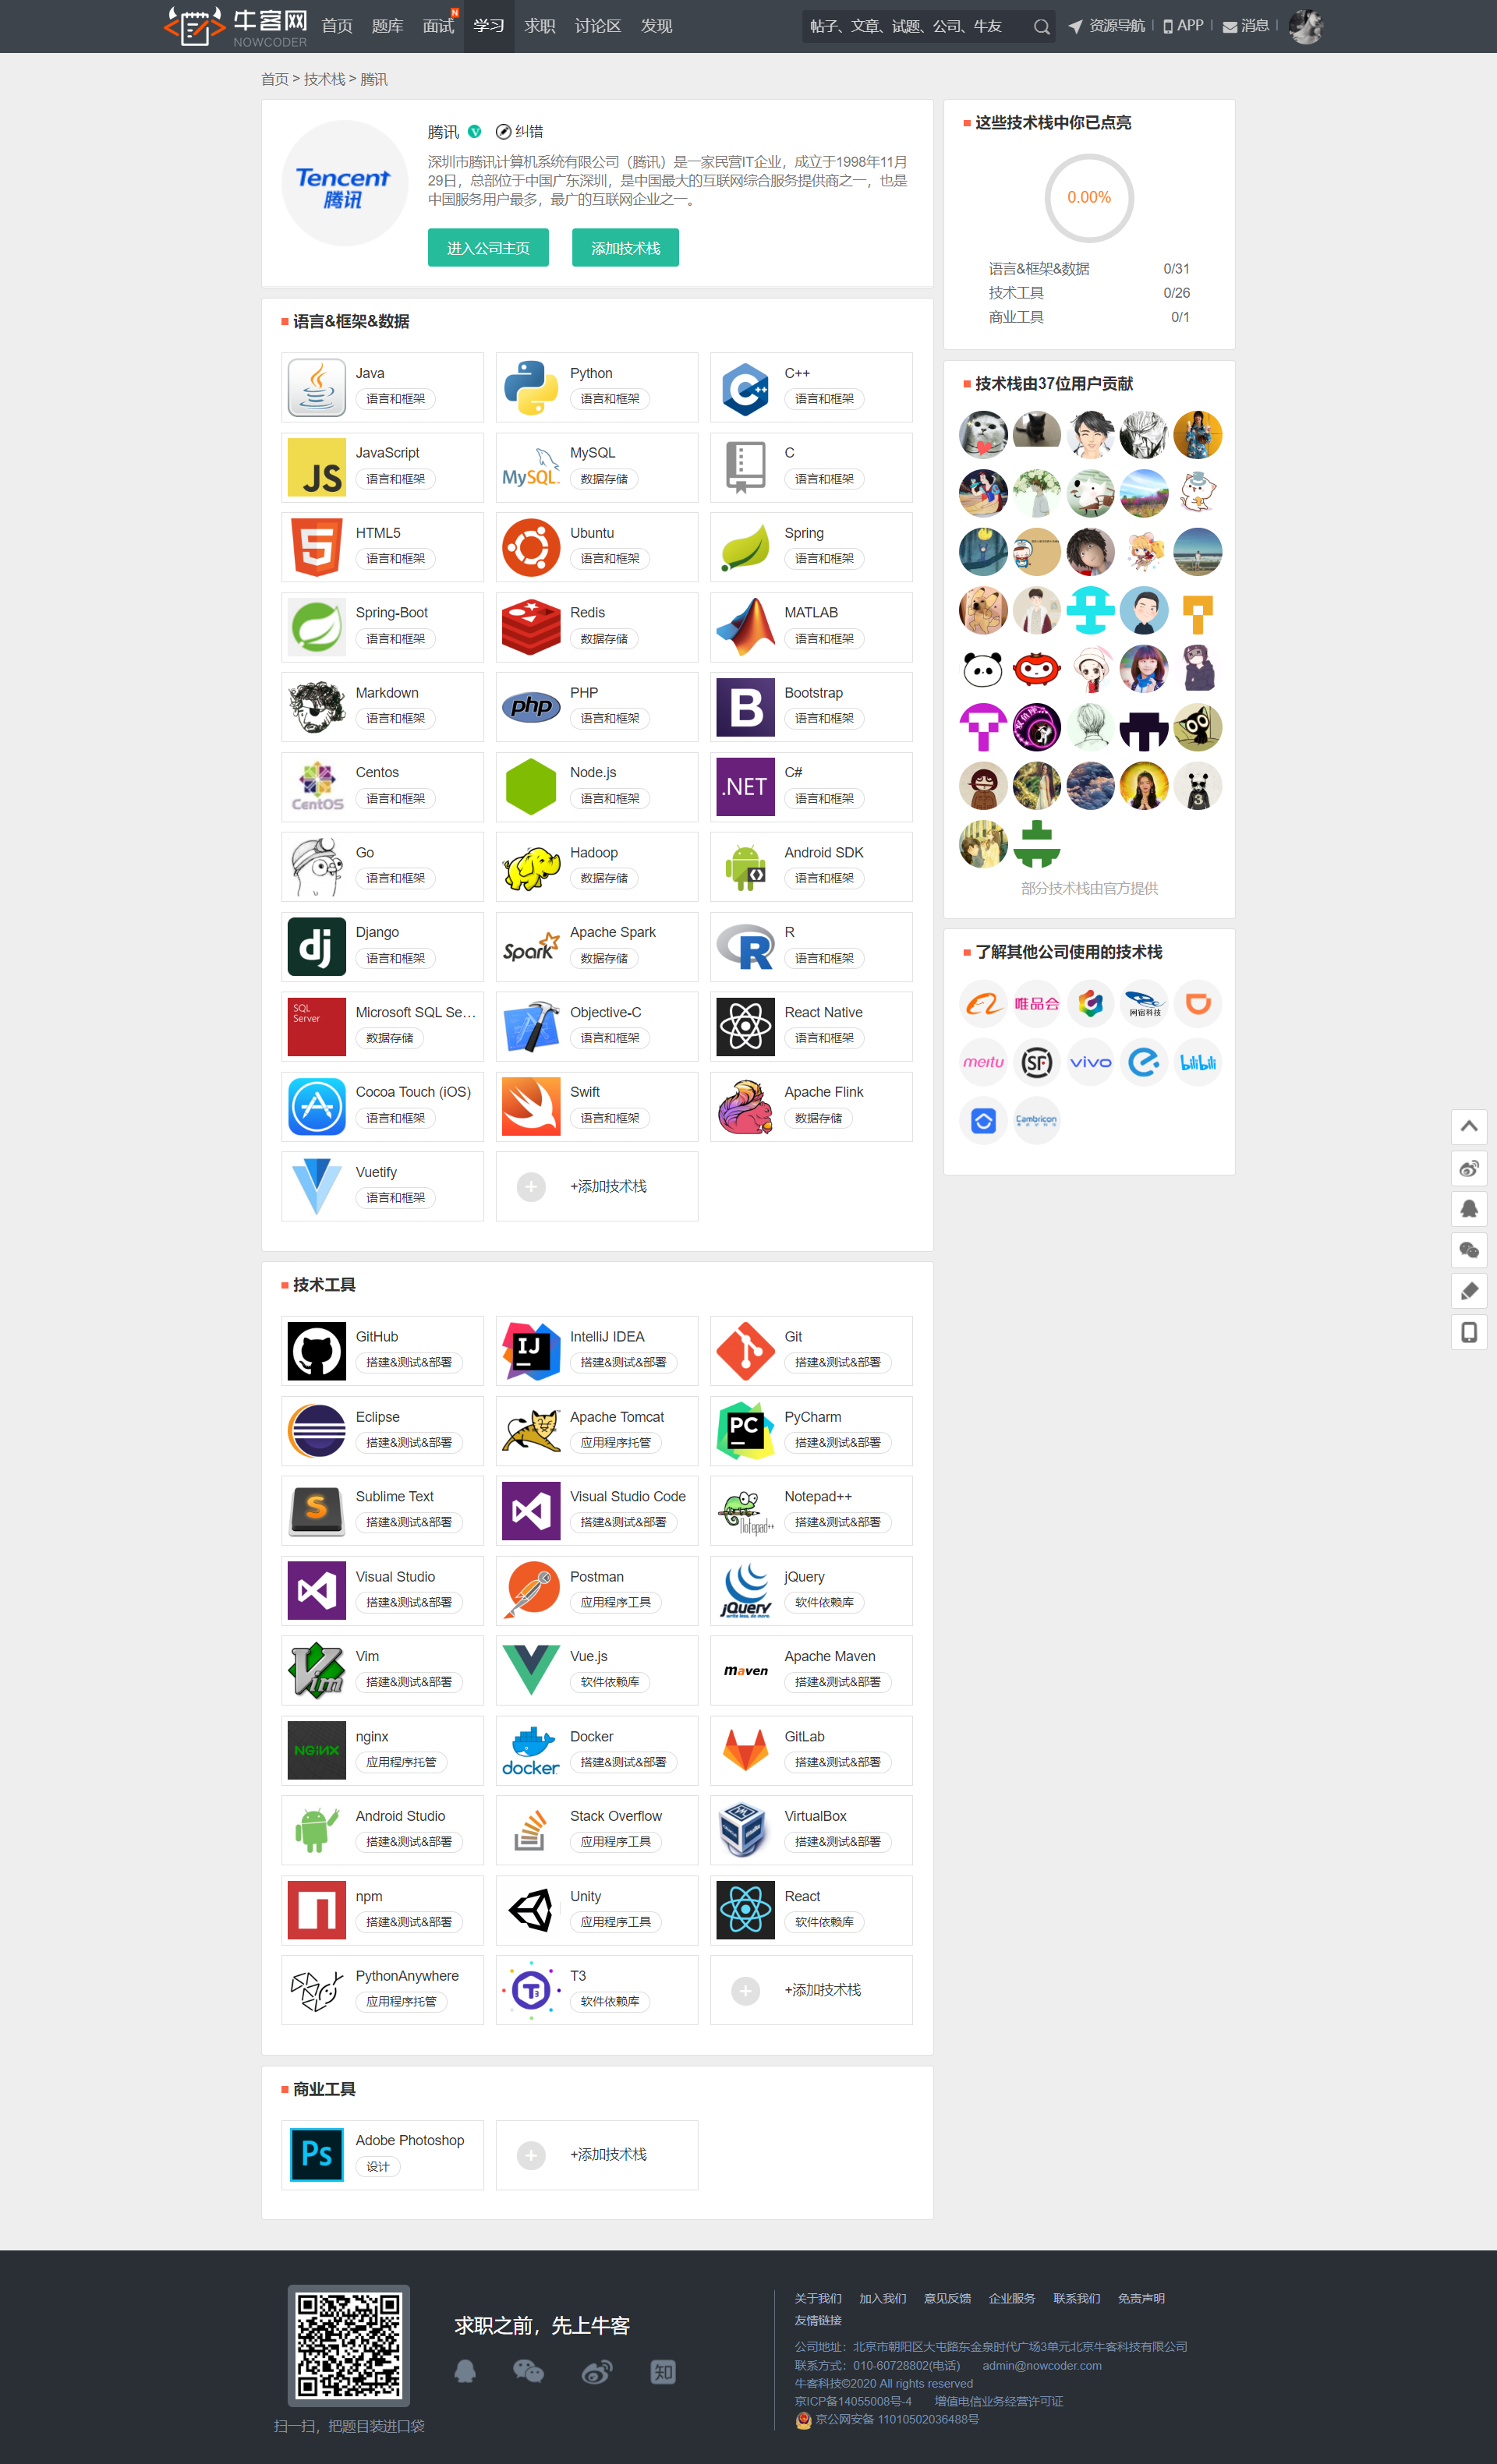 牛客网
NOWCODER
首页 题库 面试 N 学习 求职 讨论区 发现
帖子、文章、试题、公司、牛友
资源导航 APP 消息
首页 > 技术栈 > 腾讯
Tencent
腾讯
腾讯 V 纠错
深圳市腾讯计算机系统有限公司（腾讯）是一家民营IT企业，成立于1998年11月
29日，总部位于中国广东深圳，是中国最大的互联网综合服务提供商之一，也是
中国服务用户最多，最广的互联网企业之一。
进入公司主页 添加技术栈
语言&框架&数据
Java
语言和框架
Python
语言和框架
C++
语言和框架
JS
JavaScript
语言和框架
MySQL
MySQL
数据存储
C
语言和框架
HTML5
语言和框架
Ubuntu
语言和框架
Spring
语言和框架
Spring-Boot
语言和框架
Redis
数据存储
MATLAB
语言和框架
Markdown
语言和框架
php
PHP
语言和框架
B
Bootstrap
语言和框架
CentOS
Centos
语言和框架
Node.js
语言和框架
.NET
C#
语言和框架
Go
语言和框架
Hadoop
数据存储
Android SDK
语言和框架
dj
Django
语言和框架
Spark
Apache Spark
数据存储
R
R
语言和框架
SQL
Server
Microsoft SQL Se...
数据存储
Objective-C
语言和框架
React Native
语言和框架
Cocoa Touch (iOS)
语言和框架
Swift
语言和框架
Apache Flink
数据存储
Vuetify
语言和框架
+添加技术栈
技术工具
GitHub
搭建&测试&部署
IJ
IntelliJ IDEA
搭建&测试&部署
Git
搭建&测试&部署
Eclipse
搭建&测试&部署
Apache Tomcat
应用程序托管
PC
PyCharm
搭建&测试&部署
S
Sublime Text
搭建&测试&部署
Visual Studio Code
搭建&测试&部署
Notepad++
Notepad++
搭建&测试&部署
Visual Studio
搭建&测试&部署
Postman
应用程序工具
jQuery
write less, do more.
jQuery
软件依赖库
Vim
Vim
搭建&测试&部署
Vue.js
软件依赖库
maven
Apache Maven
搭建&测试&部署
NGINX
nginx
应用程序托管
docker
Docker
搭建&测试&部署
GitLab
搭建&测试&部署
Android Studio
搭建&测试&部署
Stack Overflow
应用程序工具
VirtualBox
搭建&测试&部署
npm
搭建&测试&部署
Unity
应用程序工具
React
软件依赖库
PythonAnywhere
应用程序托管
T3
T3
软件依赖库
+添加技术栈
商业工具
Ps
Adobe Photoshop
设计
+添加技术栈
这些技术栈中你已点亮
0.00%
语言&框架&数据 0/31
技术工具 0/26
商业工具 0/1
技术栈由37位用户贡献
部分技术栈由官方提供
了解其他公司使用的技术栈
唯品会
网宿科技
meitu
SF
vivo
bilibili
Cambricon
求职之前，先上牛客
知
扫一扫，把题目装进口袋
关于我们 加入我们 意见反馈 企业服务 联系我们 免责声明
友情链接
公司地址：北京市朝阳区大屯路东金泉时代广场3单元北京牛客科技有限公司
联系方式：010-60728802(电话) admin@nowcoder.com
牛客科技©2020 All rights reserved
京ICP备14055008号-4 增值电信业务经营许可证
京公网安备 11010502036488号